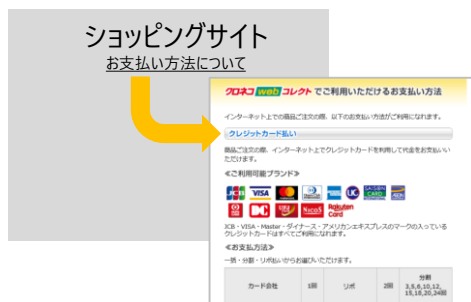 ショッピングサイト
お支払い方法について
クロネコwebコレクト でご利用いただけるお支払い方法
インターネット上での商品ご注文の際、以下のお支払い方法がご利用になれます。
クレジットカード払い
商品ご注文の際、インターネット上でクレジットカードを利用して代金をお支払いい
ただけます。
≪ご利用可能ブランド≫
JCB VISA UC SAISON CARD
DC NICOS Rakuten Card
JCB・VISA・Master・ダイナース・アメリカンエキスプレスのマークの入っている
クレジットカードはすべてご利用になれます。
≪お支払方法≫
一括・分割・リボ払いからお選びいただけます。
カード会社 1回 リボ 2回 分割
3,5,6,10,12,
15,18,20,24回